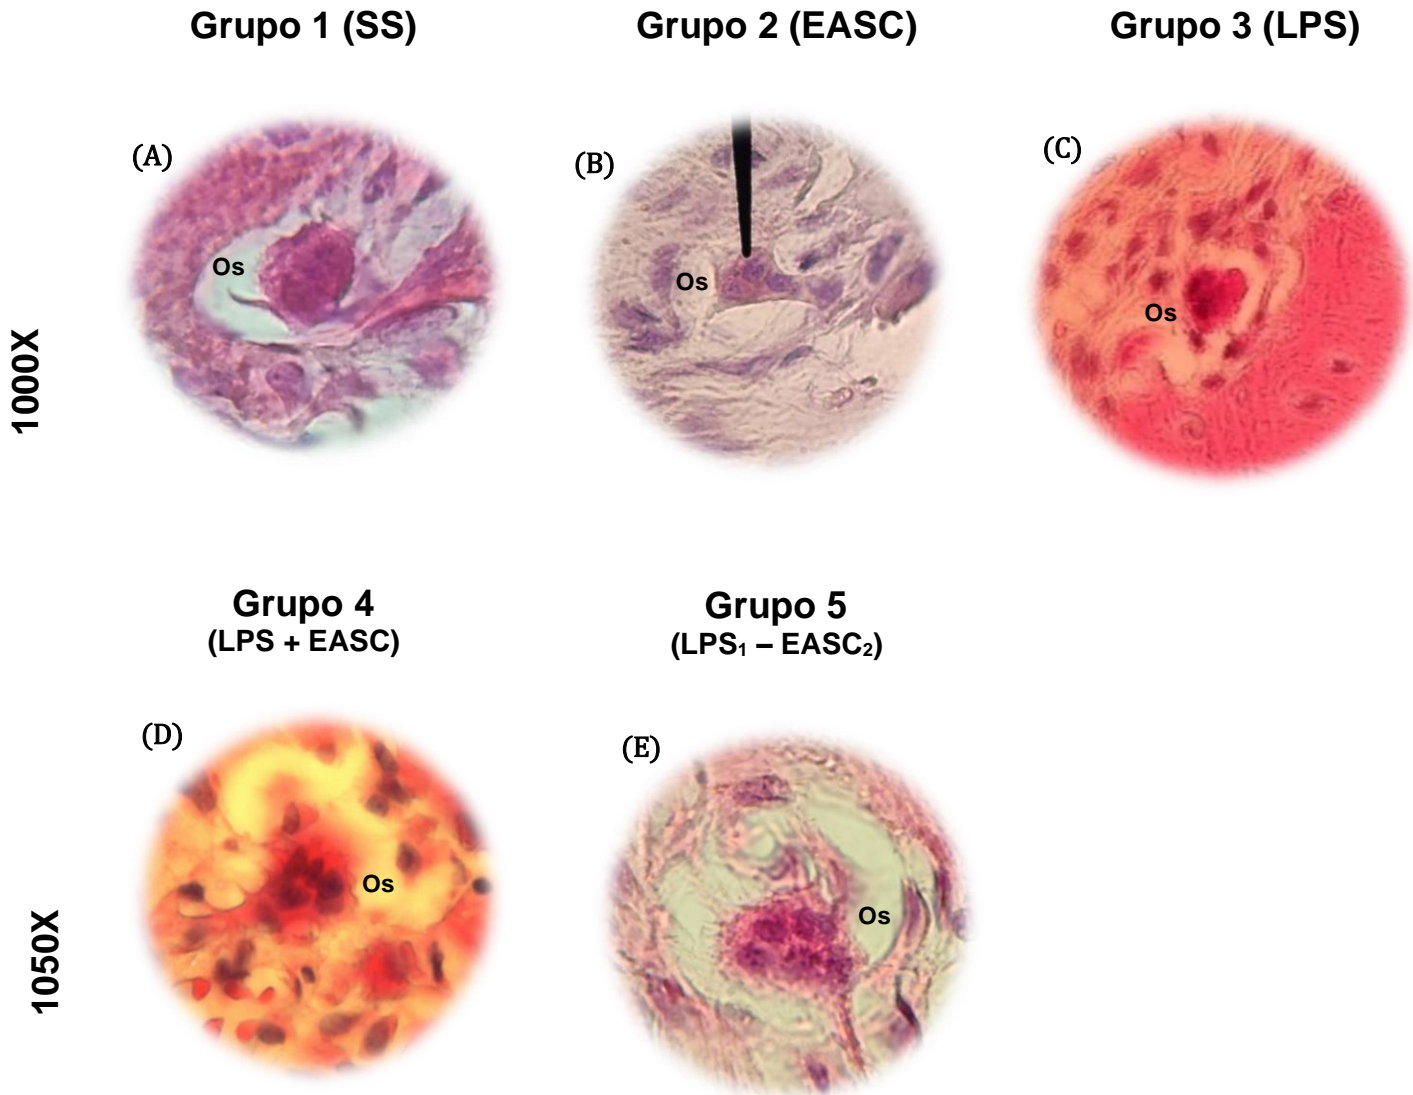 Grupo 1 (SS)
Grupo 2 (EASC)
Grupo 3 (LPS)
1000X
(A)
Os
(B)
Os
(C)
Os
Grupo 4
(LPS + EASC)
Grupo 5
(LPS₁ – EASC₂)
1050X
(D)
Os
(E)
Os